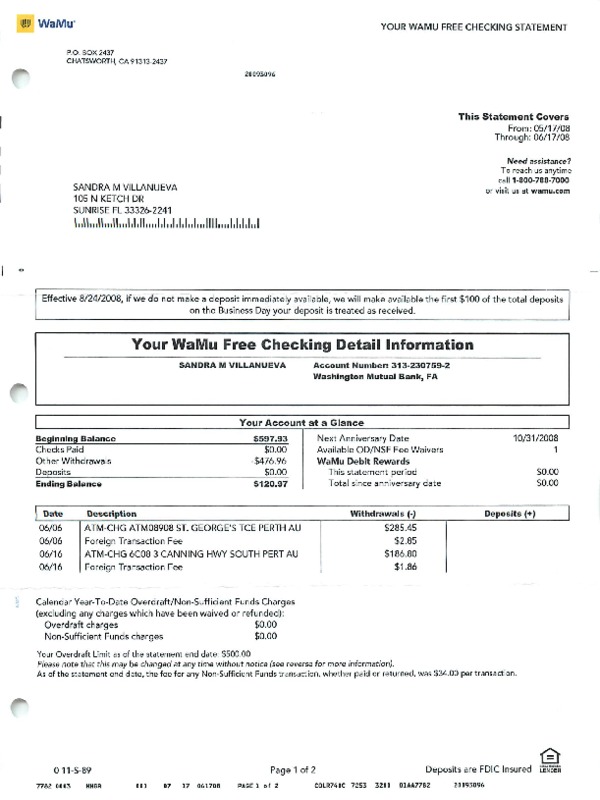 WaMu
YOUR WAMU FREE CHECKING STATEMENT
P.O. BOX 2437
CHATSWORTH, CA 91313-2437
20093096
This Statement Covers
From: 05/17/08
Through: 06/17/08
Need assistance?
To reach us anytime
call 1-800-788-7000
or visit us at wamu.com
SANDRA M VILLANUEVA
105 N KETCH DR
SUNRISE FL 33326-2241
Effective 8/24/2008, if we do not make a deposit immediately available, we will make available the first $100 of the total deposits
on the Business Day your deposit is treated as received.
Your WaMu Free Checking Detail Information
SANDRA M VILLANUEVA Account Number: 313-230759-2
Washington Mutual Bank, FA
Your Account at a Glance
Beginning Balance $597.93 Next Anniversary Date 10/31/2008
Checks Paid $0.00 Available OD/NSF Fee Waivers 1
Other Withdrawals -$476.96 WaMu Debit Rewards
Deposits $0.00 This statement period $0.00
Ending Balance $120.97 Total since anniversary date $0.00
Date Description Withdrawals (-) Deposits (+)
06/06 ATM-CHG ATM08908 ST. GEORGE'S TCE PERTH AU $285.45
06/06 Foreign Transaction Fee $2.85
06/16 ATM-CHG 6C08 3 CANNING HWY SOUTH PERT AU $186.80
06/16 Foreign Transaction Fee $1.86
Calendar Year-To-Date Overdraft/Non-Sufficient Funds Charges
(excluding any charges which have been waived or refunded):
Overdraft charges $0.00
Non-Sufficient Funds charges $0.00
Your Overdraft Limit as of the statement end date: $500.00
Please note that this may be changed at any time without notice (see reverse for more information).
As of the statement end date, the fee for any Non-Sufficient Funds transaction, whether paid or returned, was $34.00 per transaction.
0 11-S-89 Page 1 of 2 Deposits are FDIC Insured
LENDER
07 17 061708 PAGE 1 of 2 7253